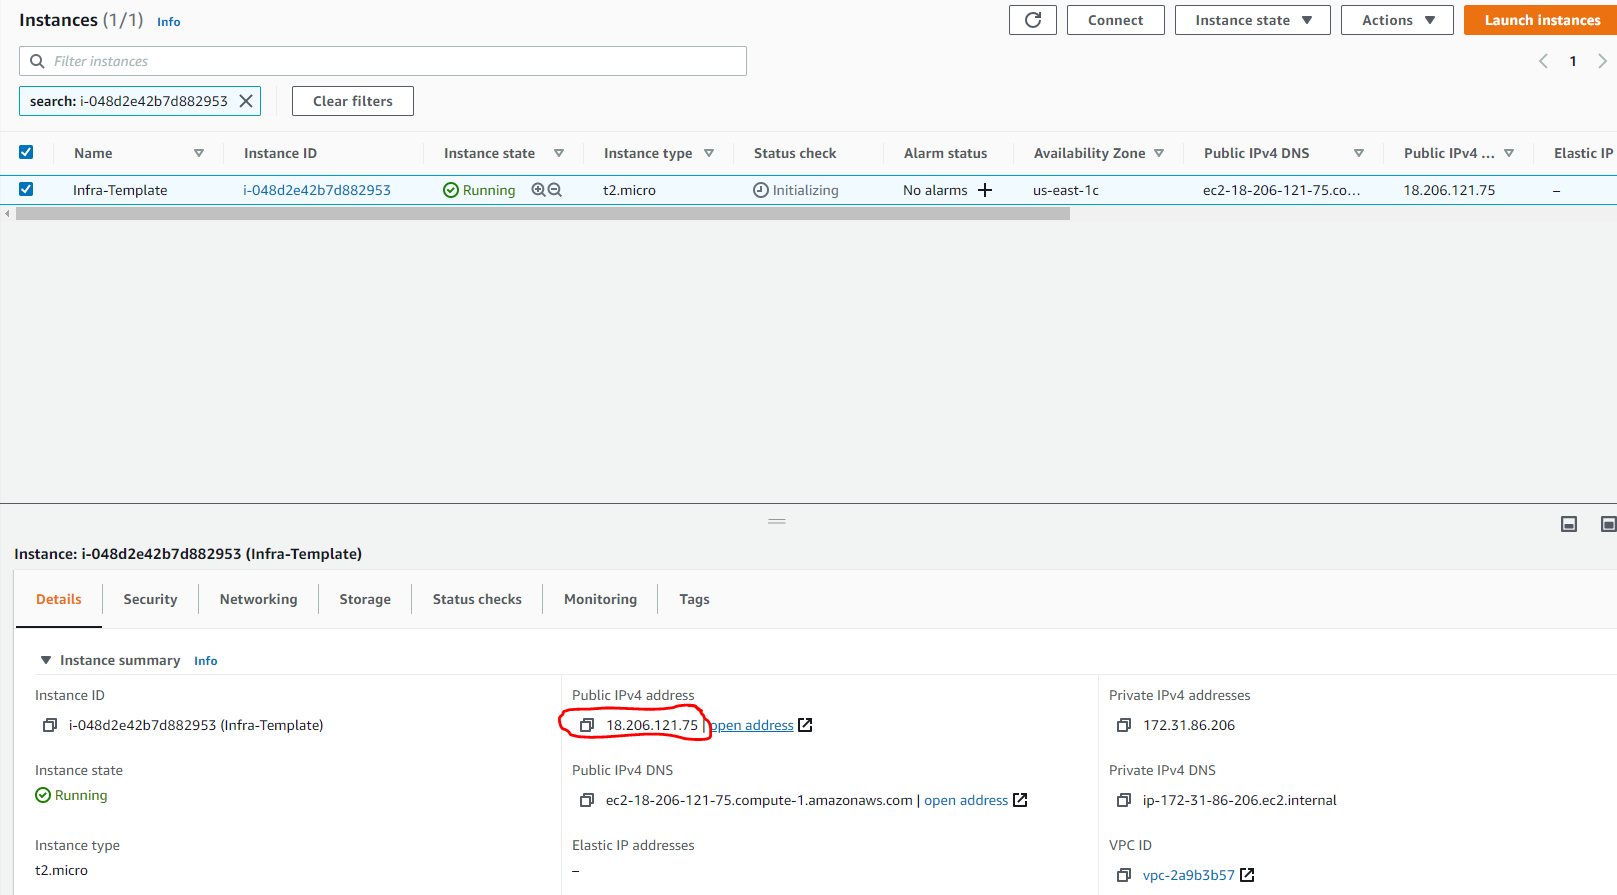 Instances (1/1) Info
Connect
Instance state
Actions
Launch instances
Filter instances
1
search: i-048d2e42b7d882953
Clear filters
Name Instance ID Instance state Instance type Status check Alarm status Availability Zone Public IPv4 DNS Public IPv4 ... Elastic IP
Infra-Template i-048d2e42b7d882953 Running t2.micro Initializing No alarms + us-east-1c ec2-18-206-121-75.co... 18.206.121.75 –
Instance: i-048d2e42b7d882953 (Infra-Template)
Details Security Networking Storage Status checks Monitoring Tags
Instance summary Info
Instance ID
i-048d2e42b7d882953 (Infra-Template)
Public IPv4 address
18.206.121.75 | open address
Private IPv4 addresses
172.31.86.206
Instance state
Running
Public IPv4 DNS
ec2-18-206-121-75.compute-1.amazonaws.com | open address
Private IPv4 DNS
ip-172-31-86-206.ec2.internal
Instance type
t2.micro
Elastic IP addresses
–
VPC ID
vpc-2a9b3b57